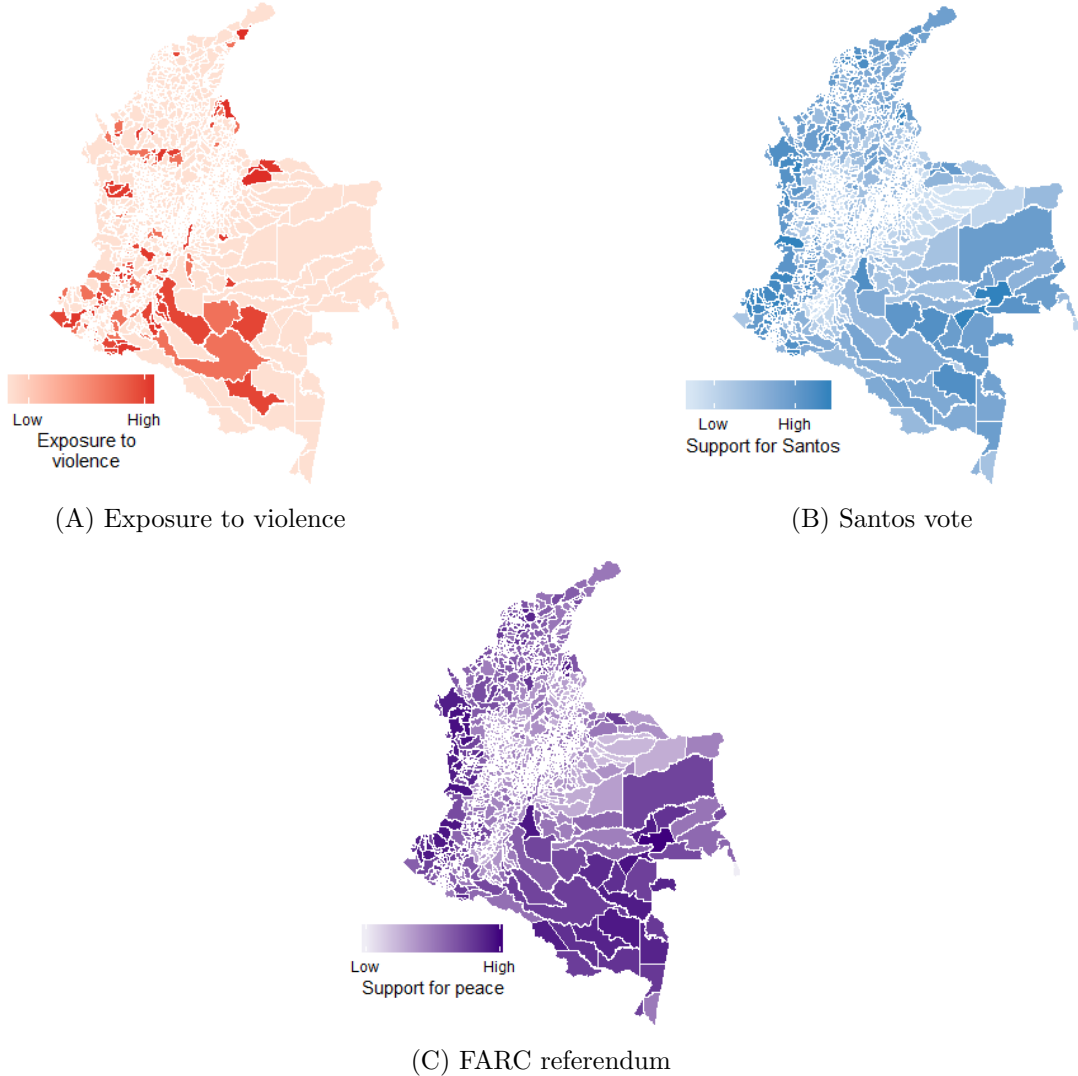 Low High
Exposure to
violence
(A) Exposure to violence
Low High
Support for Santos
(B) Santos vote
Low High
Support for peace
(C) FARC referendum